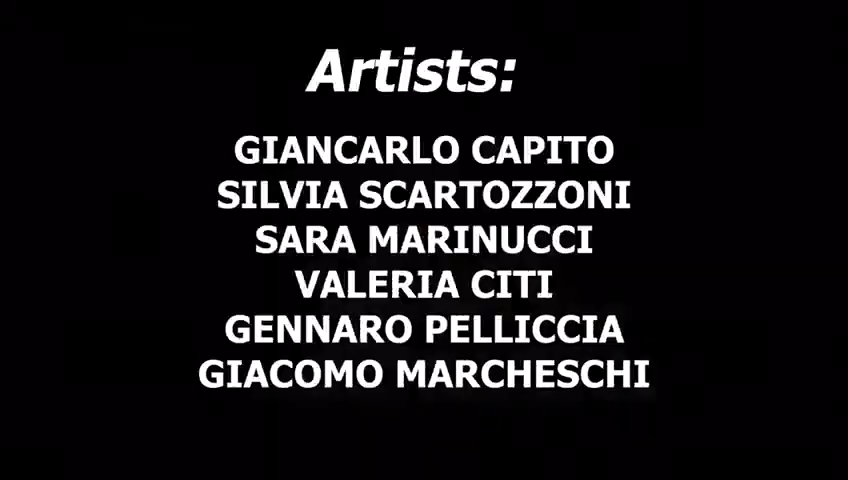 Artists:
GIANCARLO CAPITO
SILVIA SCARTOZZONI
SARA MARINUCCI
VALERIA CITI
GENNARO PELLICCIA
GIACOMO MARCHESCHI